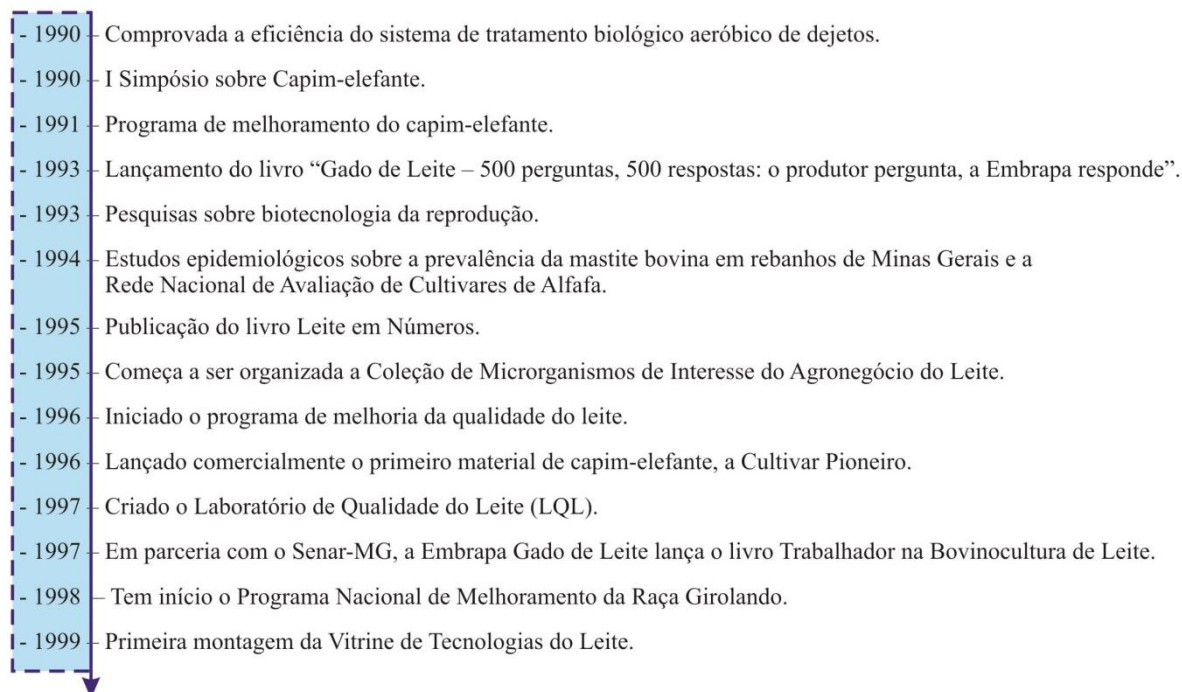 - 1990 – Comprovada a eficiência do sistema de tratamento biológico aeróbico de dejetos.
- 1990 – I Simpósio sobre Capim-elefante.
- 1991 – Programa de melhoramento do capim-elefante.
- 1993 – Lançamento do livro “Gado de Leite – 500 perguntas, 500 respostas: o produtor pergunta, a Embrapa responde”.
- 1993 – Pesquisas sobre biotecnologia da reprodução.
- 1994 – Estudos epidemiológicos sobre a prevalência da mastite bovina em rebanhos de Minas Gerais e a
Rede Nacional de Avaliação de Cultivares de Alfafa.
- 1995 – Publicação do livro Leite em Números.
- 1995 – Começa a ser organizada a Coleção de Microrganismos de Interesse do Agronegócio do Leite.
- 1996 – Iniciado o programa de melhoria da qualidade do leite.
- 1996 – Lançado comercialmente o primeiro material de capim-elefante, a Cultivar Pioneiro.
- 1997 – Criado o Laboratório de Qualidade do Leite (LQL).
- 1997 – Em parceria com o Senar-MG, a Embrapa Gado de Leite lança o livro Trabalhador na Bovinocultura de Leite.
- 1998 – Tem início o Programa Nacional de Melhoramento da Raça Girolando.
- 1999 – Primeira montagem da Vitrine de Tecnologias do Leite.